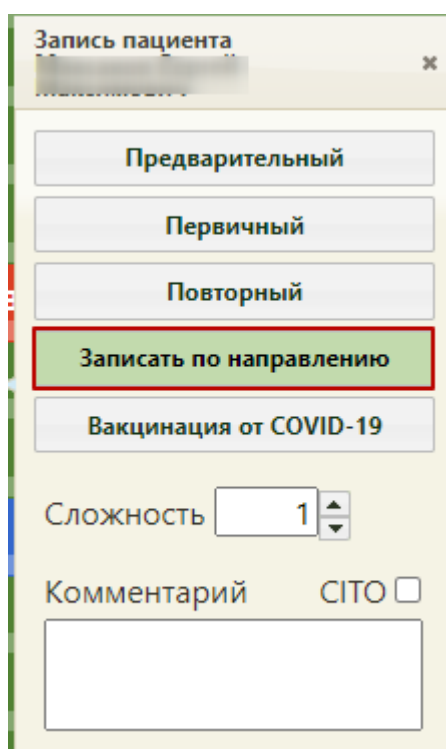 Запись пациента
Предварительный
Первичный
Повторный
Записать по направлению
Вакцинация от COVID-19
Сложность 1
Комментарий CITO